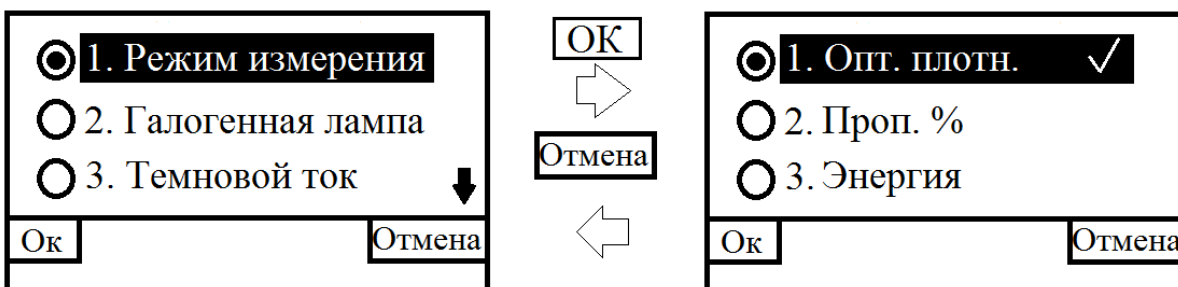 1. Режим измерения
2. Галогенная лампа
3. Темновой ток
Ок
Отмена
ОК
Отмена
1. Опт. плотн.
2. Проп. %
3. Энергия
Ок
Отмена